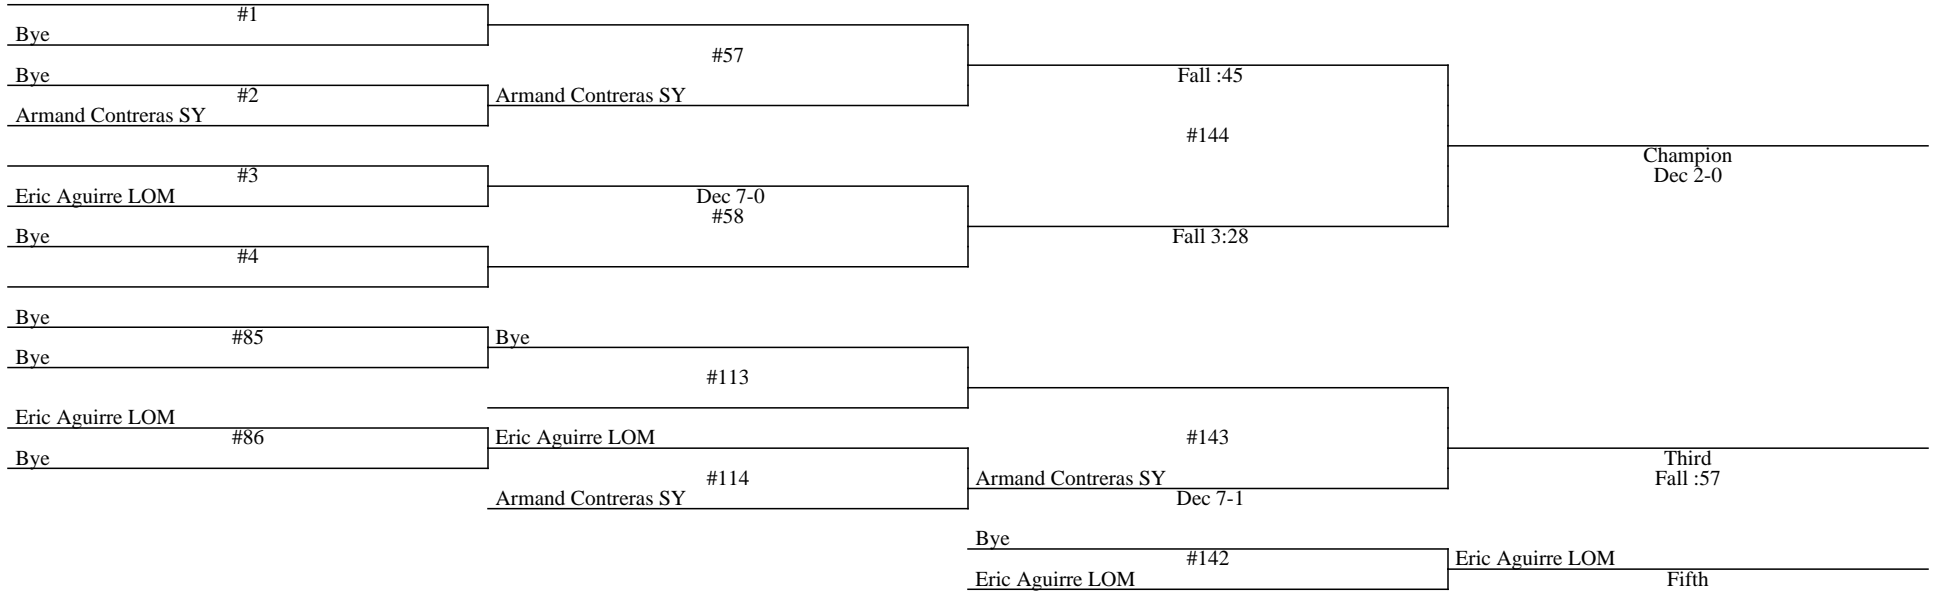 #1
Bye
#57
Bye
#2
Armand Contreras SY
Armand Contreras SY
Fall :45
#144
Champion
Dec 2-0
#3
Eric Aguirre LOM
Dec 7-0
#58
Bye
#4
Fall 3:28
Bye
#85
Bye
Bye
#113
Eric Aguirre LOM
#86
Bye
Eric Aguirre LOM
#114
Armand Contreras SY
#143
Armand Contreras SY
Dec 7-1
Third
Fall :57
Bye
#142
Eric Aguirre LOM
Eric Aguirre LOM
Fifth